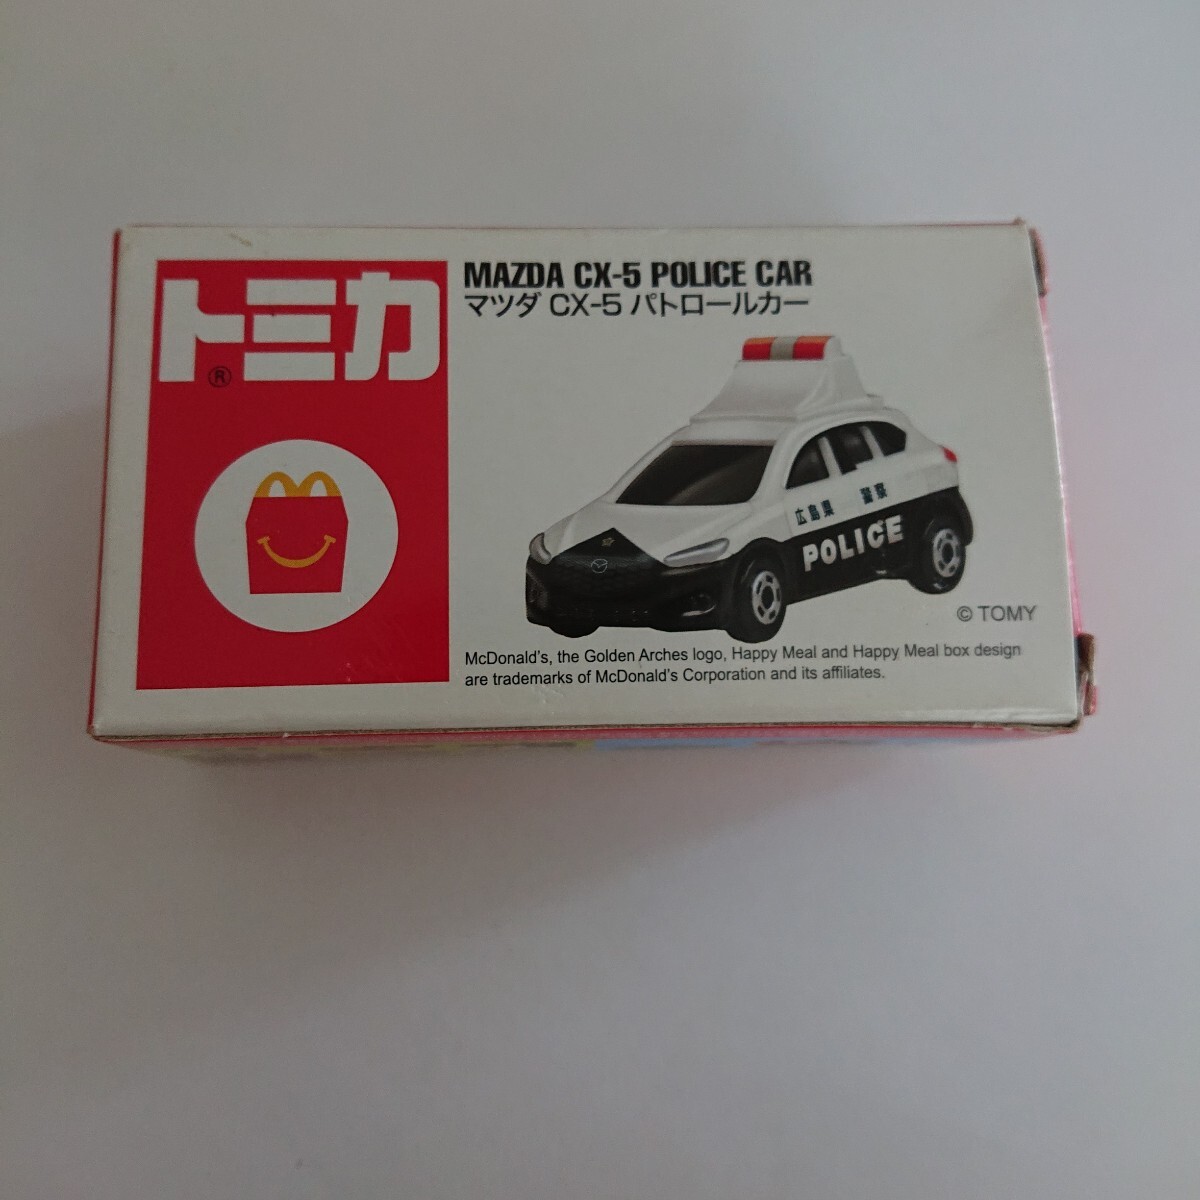 トミカ
®
MAZDA CX-5 POLICE CAR
マツダ CX-5 パトロールカー
広島県 警察
POLICE
© TOMY
McDonald's, the Golden Arches logo, Happy Meal and Happy Meal box design
are trademarks of McDonald's Corporation and its affiliates.